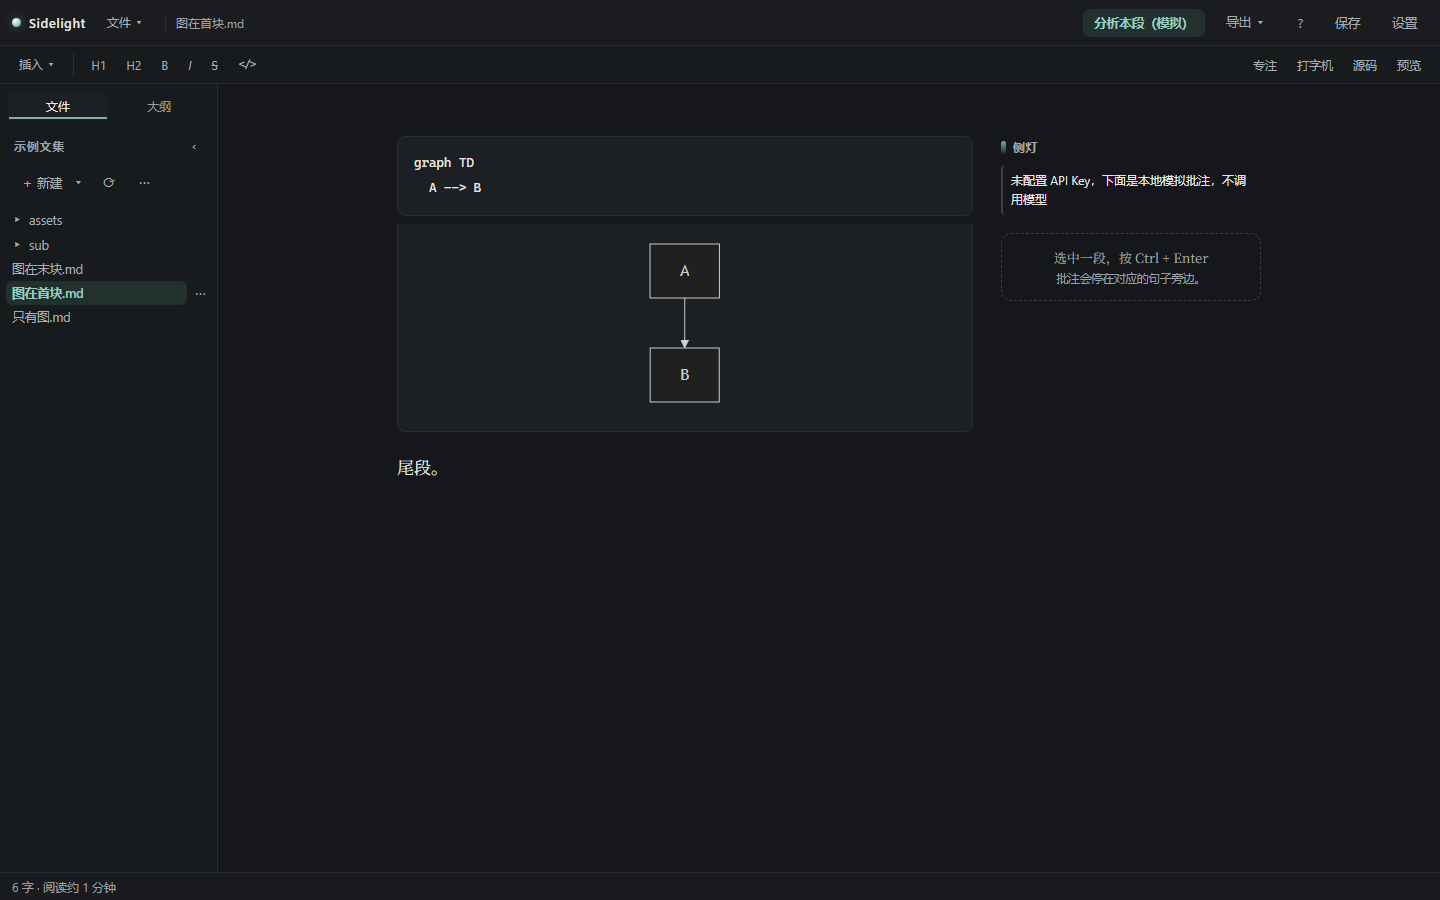 Sidelight 文件 图在首块.md 分析本段（模拟） 导出 ? 保存 设置
插入 H1 H2 B I S </> 专注 打字机 源码 预览
文件 大纲
示例文集 ‹
+ 新建 ···
assets
sub
图在末块.md
图在首块.md ···
只有图.md
graph TD
A --> B
A
B
尾段。
侧灯
未配置 API Key，下面是本地模拟批注，不调
用模型
选中一段，按 Ctrl + Enter
批注会停在对应的句子旁边。
6 字 · 阅读约 1 分钟